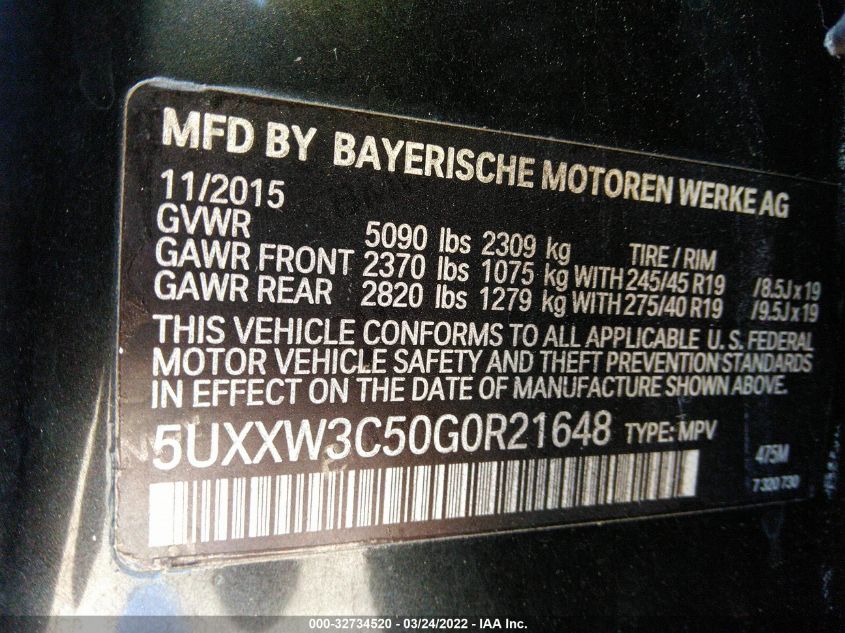 MFD BY BAYERISCHE MOTOREN WERKE AG
11/2015
GVWR 5090 lbs 2309 kg TIRE / RIM
GAWR FRONT 2370 lbs 1075 kg WITH 245/45 R19 /8.5J x 19
GAWR REAR 2820 lbs 1279 kg WITH 275/40 R19 /9.5J x 19
THIS VEHICLE CONFORMS TO ALL APPLICABLE U. S. FEDERAL
MOTOR VEHICLE SAFETY AND THEFT PREVENTION STANDARDS
IN EFFECT ON THE DATE OF MANUFACTURE SHOWN ABOVE.
5UXXW3C50G0R21648 TYPE: MPV
475M
7 320 730
000-32734520 - 03/24/2022 - IAA Inc.